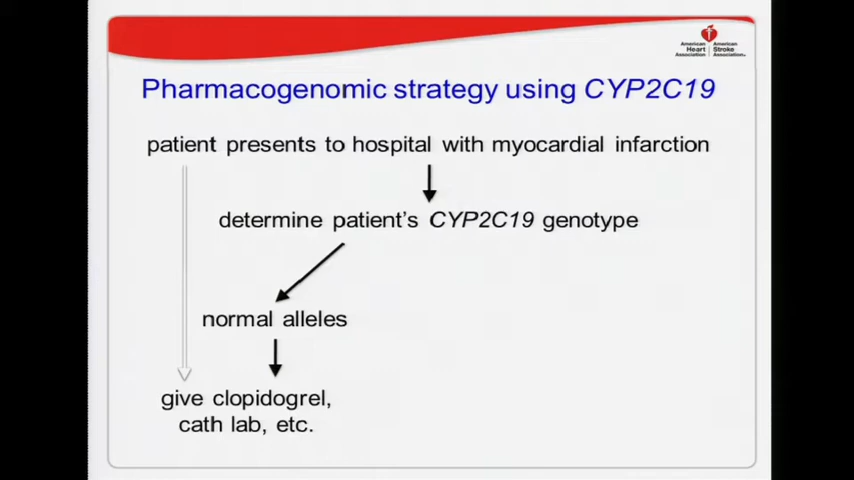 American Heart Association
American Stroke Association
Pharmacogenomic strategy using CYP2C19
patient presents to hospital with myocardial infarction
determine patient's CYP2C19 genotype
normal alleles
give clopidogrel,
cath lab, etc.